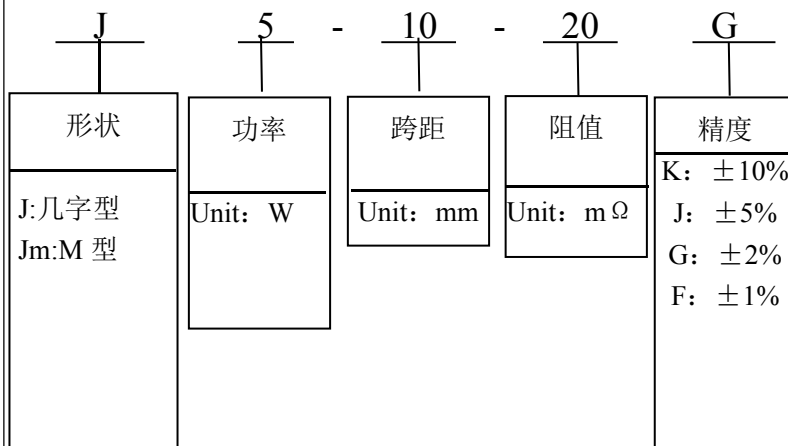 J 5 - 10 - 20 G
形状 功率 跨距 阻值 精度
J:几字型
Jm:M 型
Unit：W
Unit：mm
Unit：mΩ
K：±10%
J：±5%
G：±2%
F：±1%